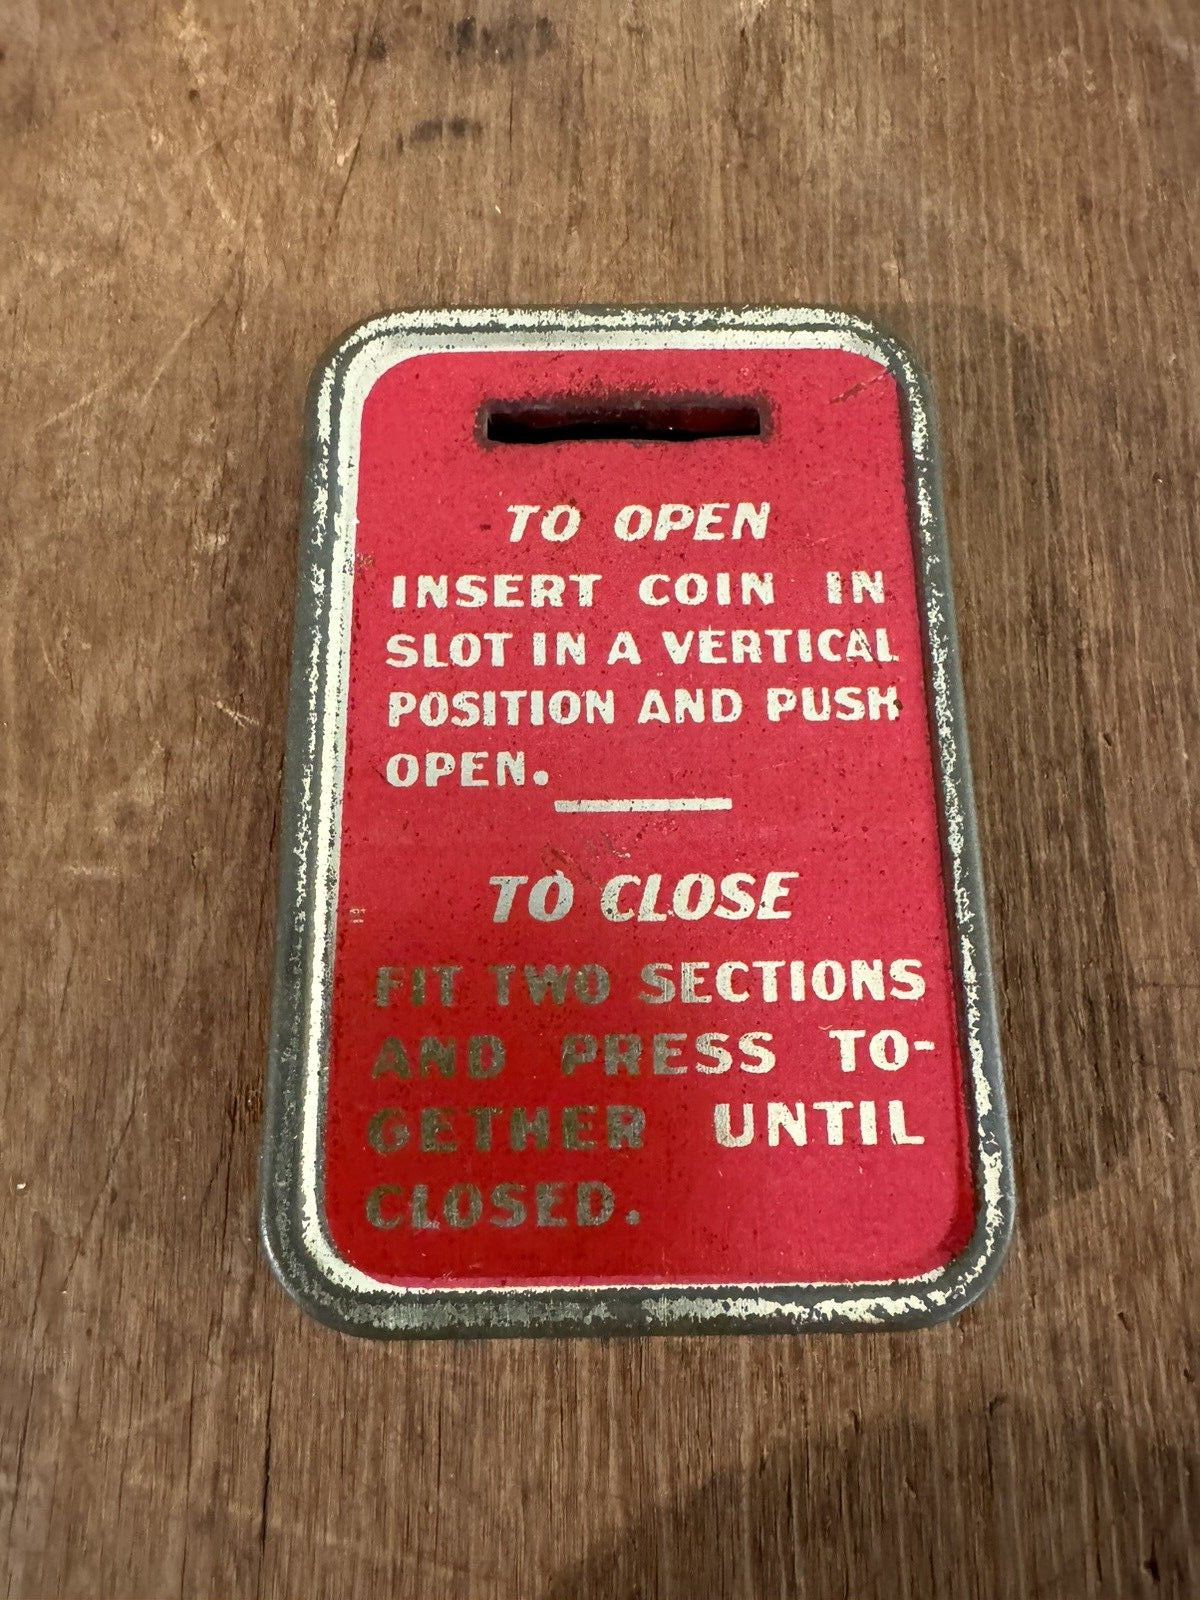 TO OPEN
INSERT COIN IN
SLOT IN A VERTICAL
POSITION AND PUSH
OPEN.
TO CLOSE
FIT TWO SECTIONS
AND PRESS TO-
GETHER UNTIL
CLOSED.